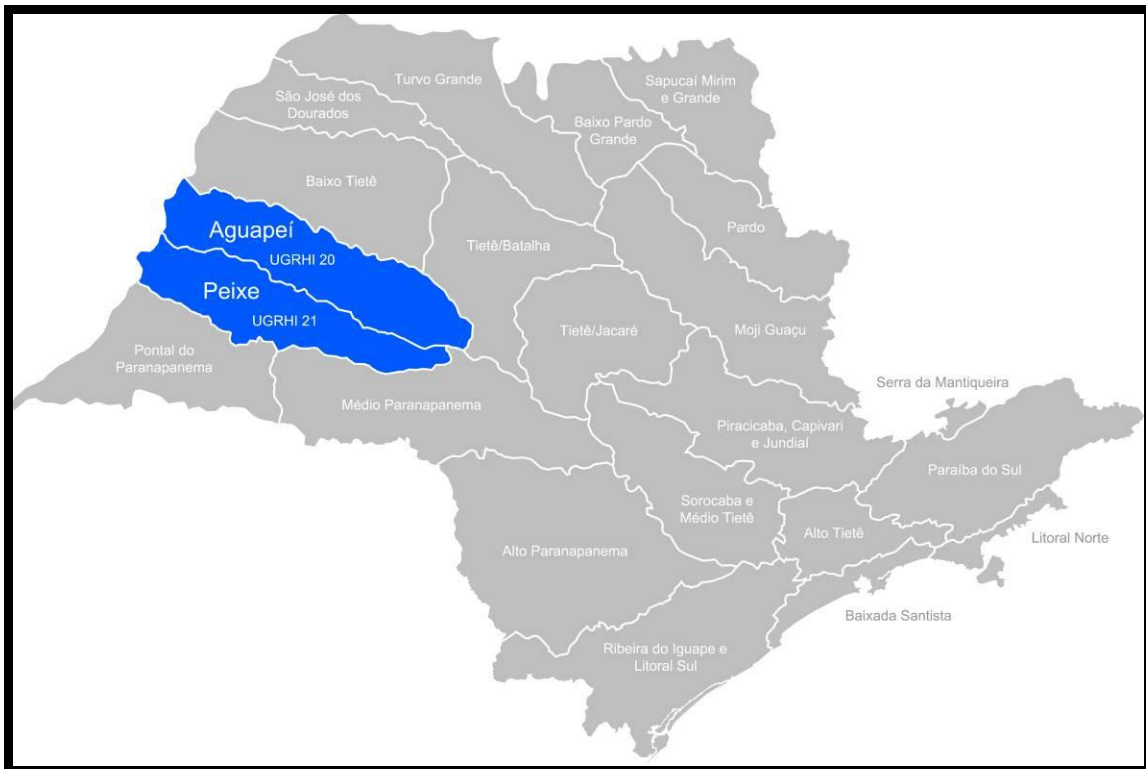 Turvo Grande
Sapucaí Mirim
e Grande
São José dos
Dourados
Baixo Pardo
Grande
Baixo Tietê
Pardo
Aguapeí
UGRHI 20
Tietê/Batalha
Peixe
UGRHI 21
Tietê/Jacaré
Moji Guaçu
Pontal do
Paranapanema
Serra da Mantiqueira
Médio Paranapanema
Piracicaba, Capivari
e Jundiaí
Paraíba do Sul
Sorocaba e
Médio Tietê
Alto Tietê
Litoral Norte
Alto Paranapanema
Baixada Santista
Ribeira do Iguape e
Litoral Sul